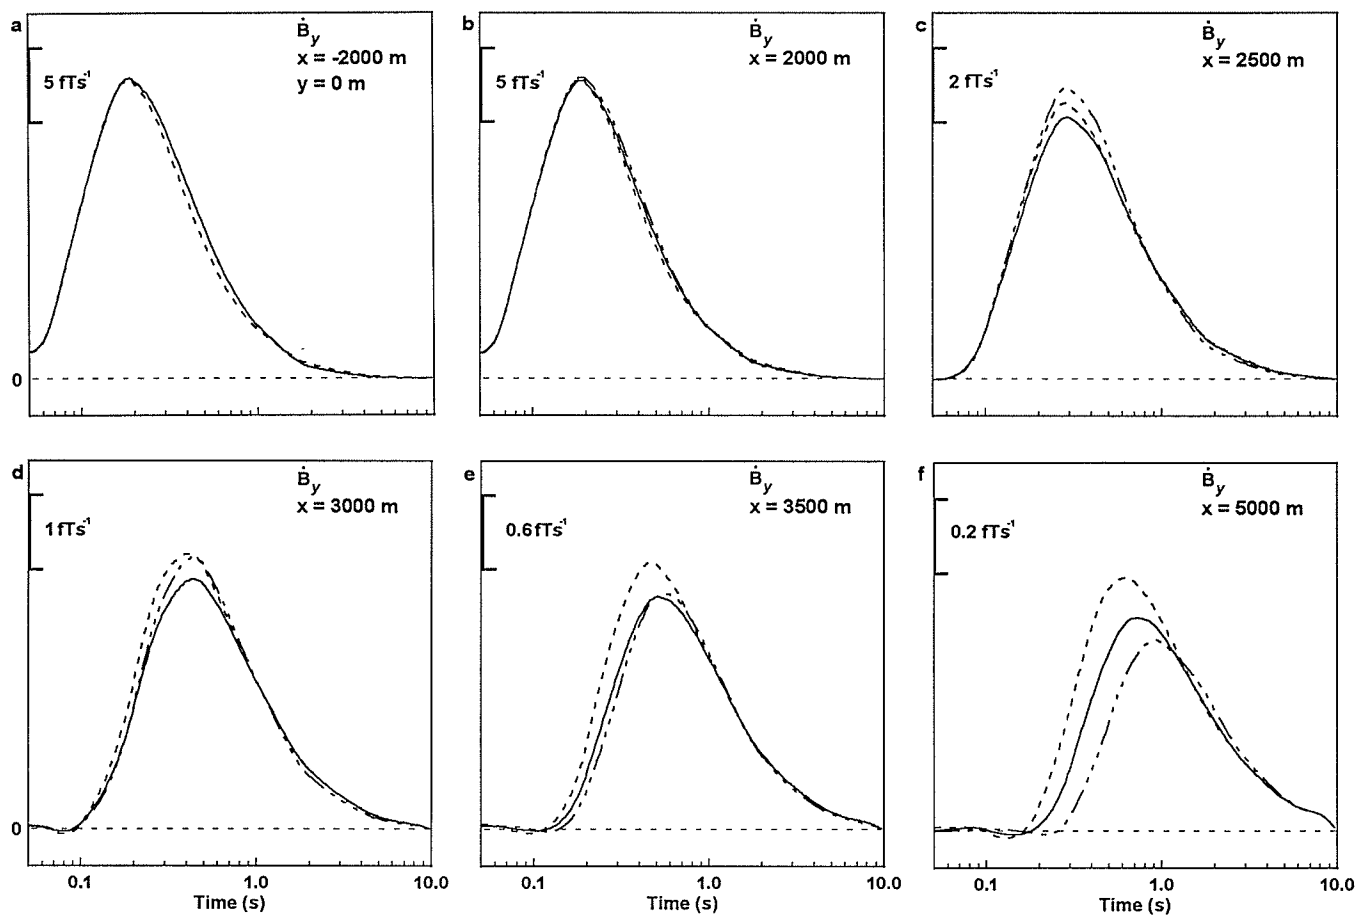 a
Ḃy
x = -2000 m
y = 0 m
5 fTs⁻¹
0
b
Ḃy
x = 2000 m
5 fTs⁻¹
c
Ḃy
x = 2500 m
2 fTs⁻¹
d
Ḃy
x = 3000 m
1 fTs⁻¹
0
0.1
1.0
10.0
Time (s)
e
Ḃy
x = 3500 m
0.6 fTs⁻¹
0.1
1.0
10.0
Time (s)
f
Ḃy
x = 5000 m
0.2 fTs⁻¹
0.1
1.0
10.0
Time (s)